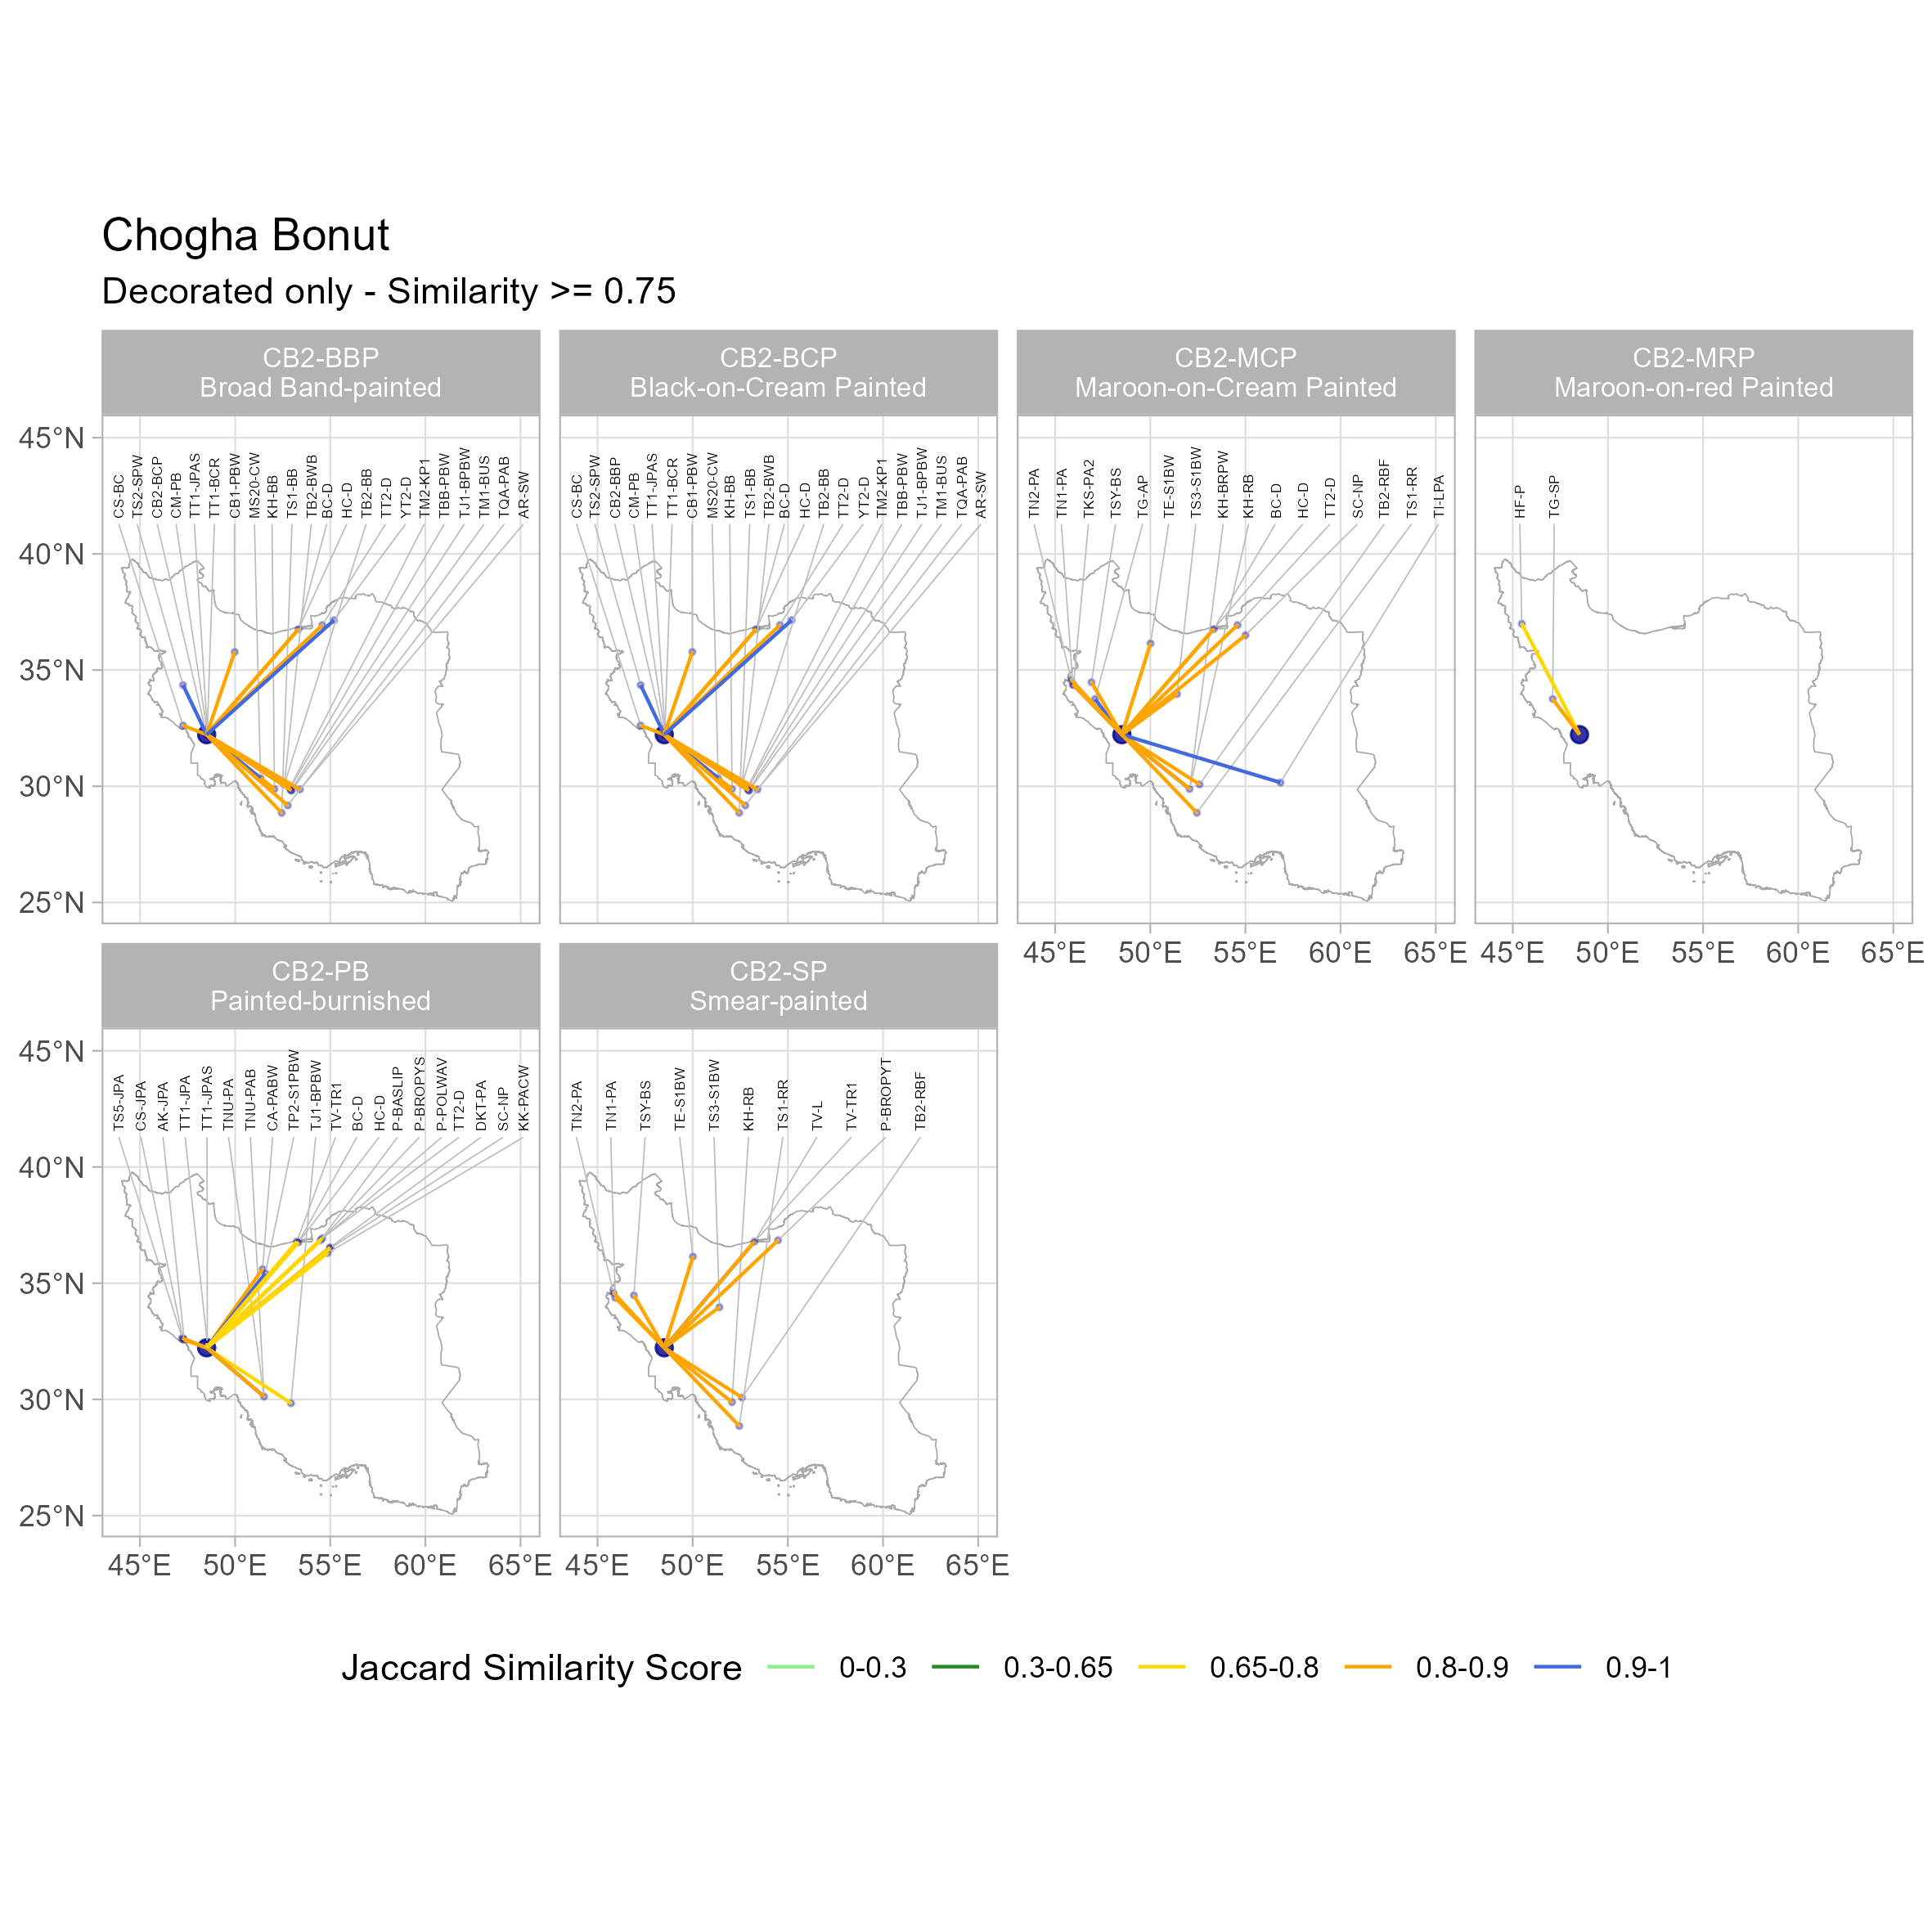 Chogha Bonut
Decorated only - Similarity >= 0.75
CB2-BBP
Broad Band-painted
CB2-BCP
Black-on-Cream Painted
CB2-MCP
Maroon-on-Cream Painted
CB2-MRP
Maroon-on-red Painted
45°N
40°N
35°N
30°N
25°N
CS-BC
TS2-SPW
CB2-BCP
CM-PB
TT1-JPAS
TT1-BCR
CB1-PBW
MS20-CW
KH-BB
TS1-BB
TB2-BWB
BC-D
HC-D
TB2-BB
TT2-D
YT2-D
TM2-KP1
TBB-PBW
TJ1-BPBW
TM1-BUS
TQA-PAB
AR-SW
CS-BC
TS2-SPW
CB2-BBP
CM-PB
TT1-JPAS
TT1-BCR
CB1-PBW
MS20-CW
KH-BB
TS1-BB
TB2-BWB
BC-D
HC-D
TB2-BB
TT2-D
YT2-D
TM2-KP1
TBB-PBW
TJ1-BPBW
TM1-BUS
TQA-PAB
AR-SW
TN2-PA
TN1-PA
TKS-PA2
TSY-BS
TG-AP
TE-S1BW
TS3-S1BW
KH-BRPW
KH-RB
BC-D
HC-D
TT2-D
SC-NP
TB2-RBF
TS1-RR
TI-LPA
HF-P
TG-SP
45°E 50°E 55°E 60°E 65°E
45°E 50°E 55°E 60°E 65°E
CB2-PB
Painted-burnished
CB2-SP
Smear-painted
45°N
40°N
35°N
30°N
25°N
TS5-JPA
CS-JPA
AK-JPA
TT1-JPA
TT1-JPAS
TNU-PA
TNU-PAB
CA-PABW
TP2-S1PBW
TJ1-BPBW
TV-TR1
BC-D
HC-D
P-BASLIP
P-BROPYS
P-POLWAV
TT2-D
DKT-PA
SC-NP
KK-PACW
TN2-PA
TN1-PA
TSY-BS
TE-S1BW
TS3-S1BW
KH-RB
TS1-RR
TV-L
TV-TR1
P-BROPYT
TB2-RBF
45°E 50°E 55°E 60°E 65°E
45°E 50°E 55°E 60°E 65°E
Jaccard Similarity Score 0-0.3 0.3-0.65 0.65-0.8 0.8-0.9 0.9-1